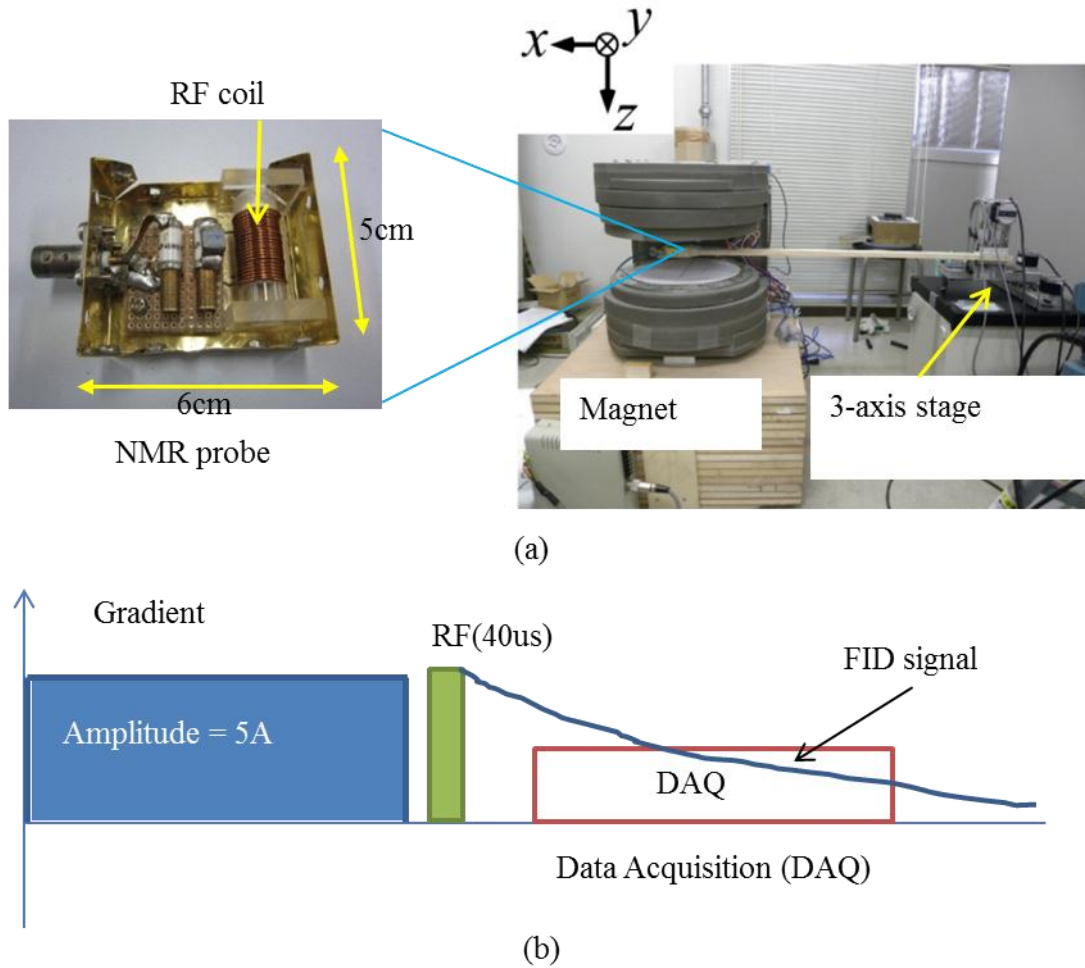 x
y
z
RF coil
5cm
6cm
NMR probe
Magnet
3-axis stage
(a)
Gradient
RF(40us)
FID signal
Amplitude = 5A
DAQ
Data Acquisition (DAQ)
(b)